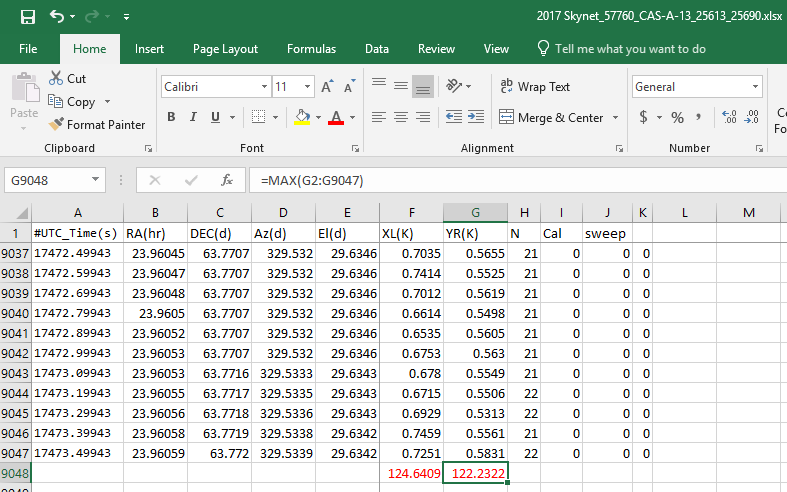 2017 Skynet_57760_CAS-A-13_25613_25690.xlsx
File Home Insert Page Layout Formulas Data Review View Tell me what you want to do
Paste Cut Copy Format Painter
Calibri 11 A A
B I U A
ab Wrap Text
Merge & Center
General
$ % , .0 .00 .00 .0
Clipboard Font Alignment Number
G9048 fx =MAX(G2:G9047)
A B C D E F G H I J K L M
1 #UTC_Time(s) RA(hr) DEC(d) Az(d) El(d) XL(K) YR(K) N Cal sweep
9037 17472.49943 23.96045 63.7707 329.532 29.6346 0.7035 0.5655 21 0 0 0
9038 17472.59943 23.96047 63.7707 329.532 29.6346 0.7414 0.5525 21 0 0 0
9039 17472.69943 23.96048 63.7707 329.532 29.6346 0.7012 0.5619 21 0 0 0
9040 17472.79943 23.9605 63.7707 329.532 29.6346 0.6614 0.5498 21 0 0 0
9041 17472.89943 23.96052 63.7707 329.532 29.6346 0.6535 0.5605 21 0 0 0
9042 17472.99943 23.96053 63.7707 329.532 29.6346 0.6753 0.563 21 0 0 0
9043 17473.09943 23.96053 63.7716 329.5333 29.6343 0.678 0.5549 21 0 0 0
9044 17473.19943 23.96055 63.7717 329.5335 29.6343 0.6715 0.5506 22 0 0 0
9045 17473.29943 23.96056 63.7718 329.5336 29.6343 0.6929 0.5313 22 0 0 0
9046 17473.39943 23.96058 63.7719 329.5338 29.6342 0.7459 0.5561 21 0 0 0
9047 17473.49943 23.96059 63.772 329.5339 29.6342 0.7251 0.5831 22 0 0 0
9048 124.6409 122.2322